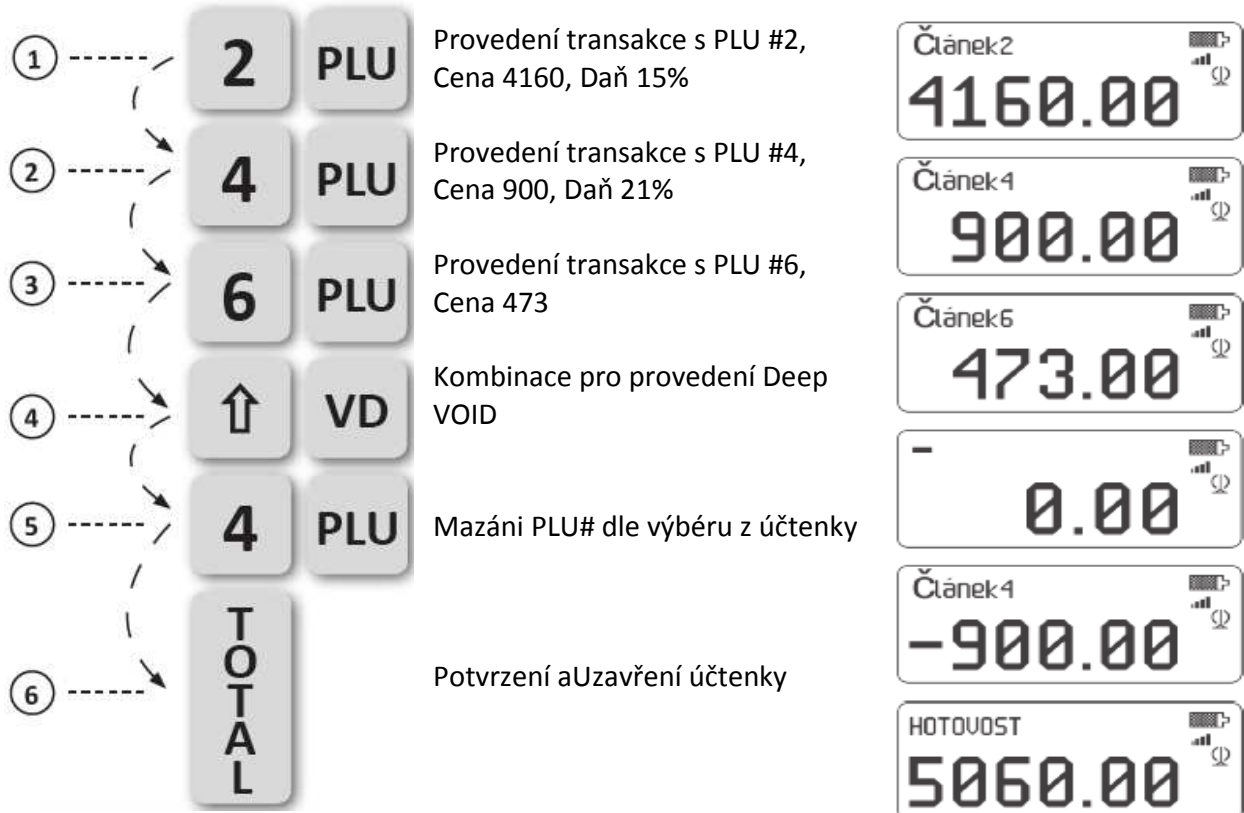 1
2 PLU
Provedení transakce s PLU #2,
Cena 4160, Daň 15%
Článek2
4160.00
2
4 PLU
Provedení transakce s PLU #4,
Cena 900, Daň 21%
Článek4
900.00
3
6 PLU
Provedení transakce s PLU #6,
Cena 473
Článek6
473.00
4
⇧ VD
Kombinace pro provedení Deep
VOID
-
0.00
5
4 PLU
Mazáni PLU# dle výbéru z účtenky
Článek4
-900.00
6
TOTAL
Potvrzení aUzavření účtenky
HOTOVOST
5060.00